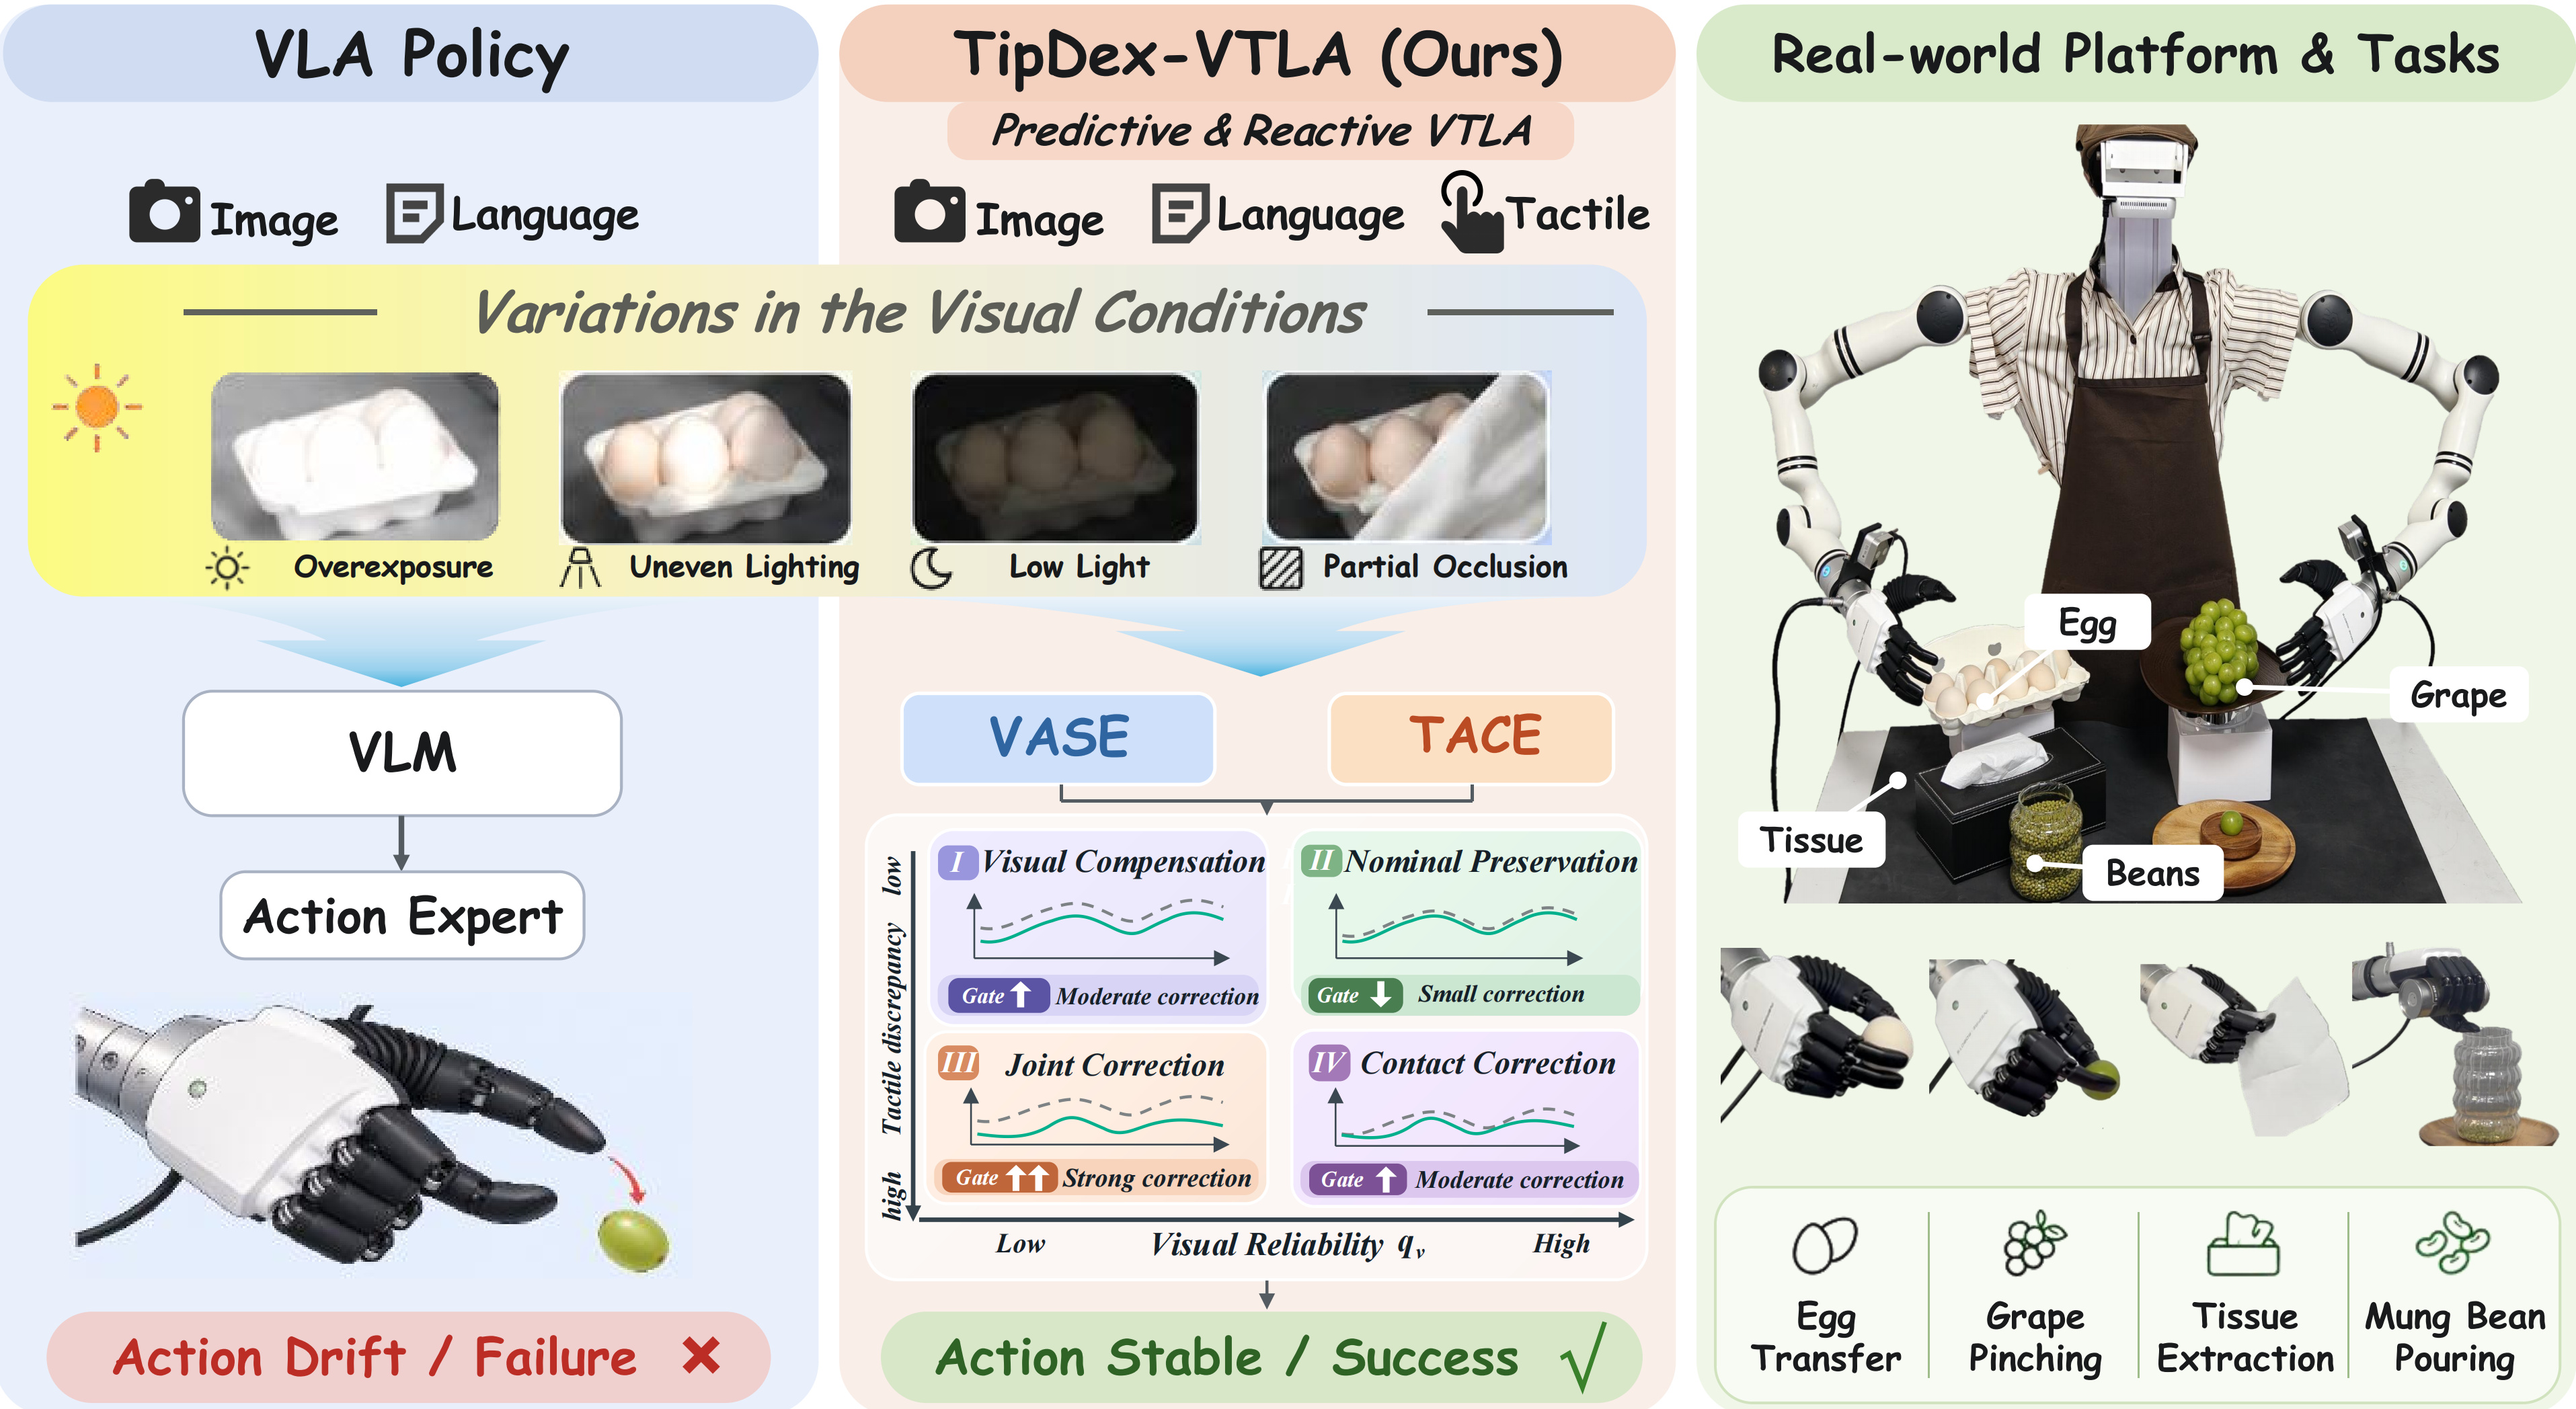 VLA Policy
Image
Language
TipDex-VTLA (Ours)
Predictive & Reactive VTLA
Image
Language
Tactile
Variations in the Visual Conditions
Overexposure
Uneven Lighting
Low Light
Partial Occlusion
VLM
Action Expert
Action Drift / Failure ✖
VASE
TACE
low
Tactile discrepancy
high
I Visual Compensation
Gate ↑ Moderate correction
II Nominal Preservation
Gate ↓ Small correction
III Joint Correction
Gate ↑↑ Strong correction
IV Contact Correction
Gate ↑ Moderate correction
Low
Visual Reliability qv
High
Action Stable / Success √
Real-world Platform & Tasks
Egg
Grape
Tissue
Beans
Egg
Transfer
Grape
Pinching
Tissue
Extraction
Mung Bean
Pouring